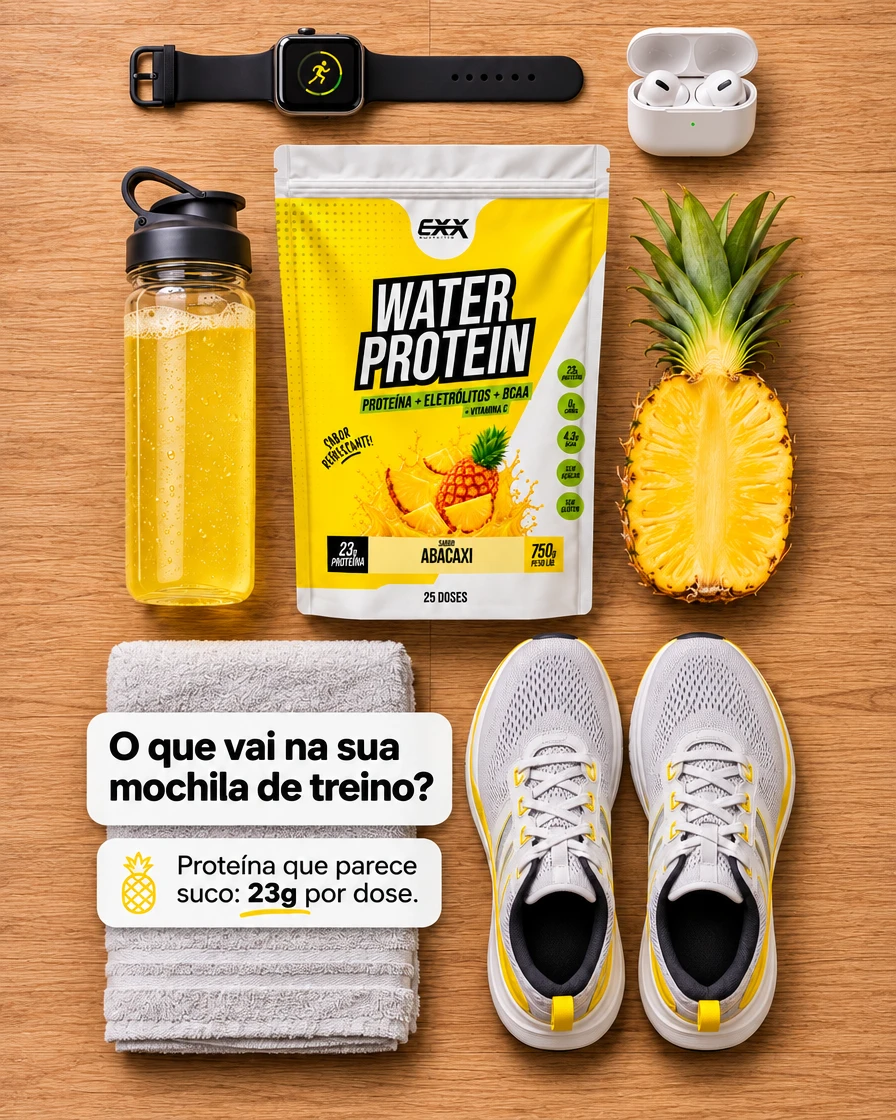 EXX
WATER
PROTEIN
PROTEÍNA + ELETRÓLITOS + BCAA
+ VITAMINA C
SABOR
REFRESCANTE!
23g
PROTEÍNA
0g
4.3g
BCAA
SEM
SEM
GLÚTEN
23g
PROTEÍNA
SABOR
ABACAXI
750g
PESO LÍQ.
25 DOSES
O que vai na sua
mochila de treino?
Proteína que parece
suco: 23g por dose.